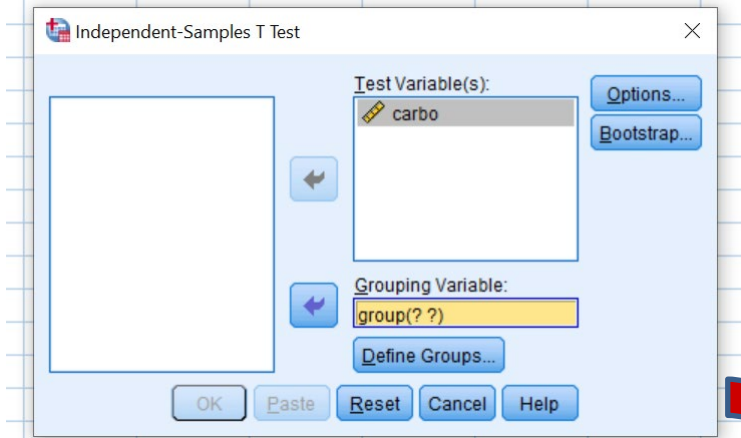 Independent-Samples T Test
Test Variable(s):
carbo
Options...
Bootstrap...
Grouping Variable:
group(? ?)
Define Groups...
OK Paste Reset Cancel Help